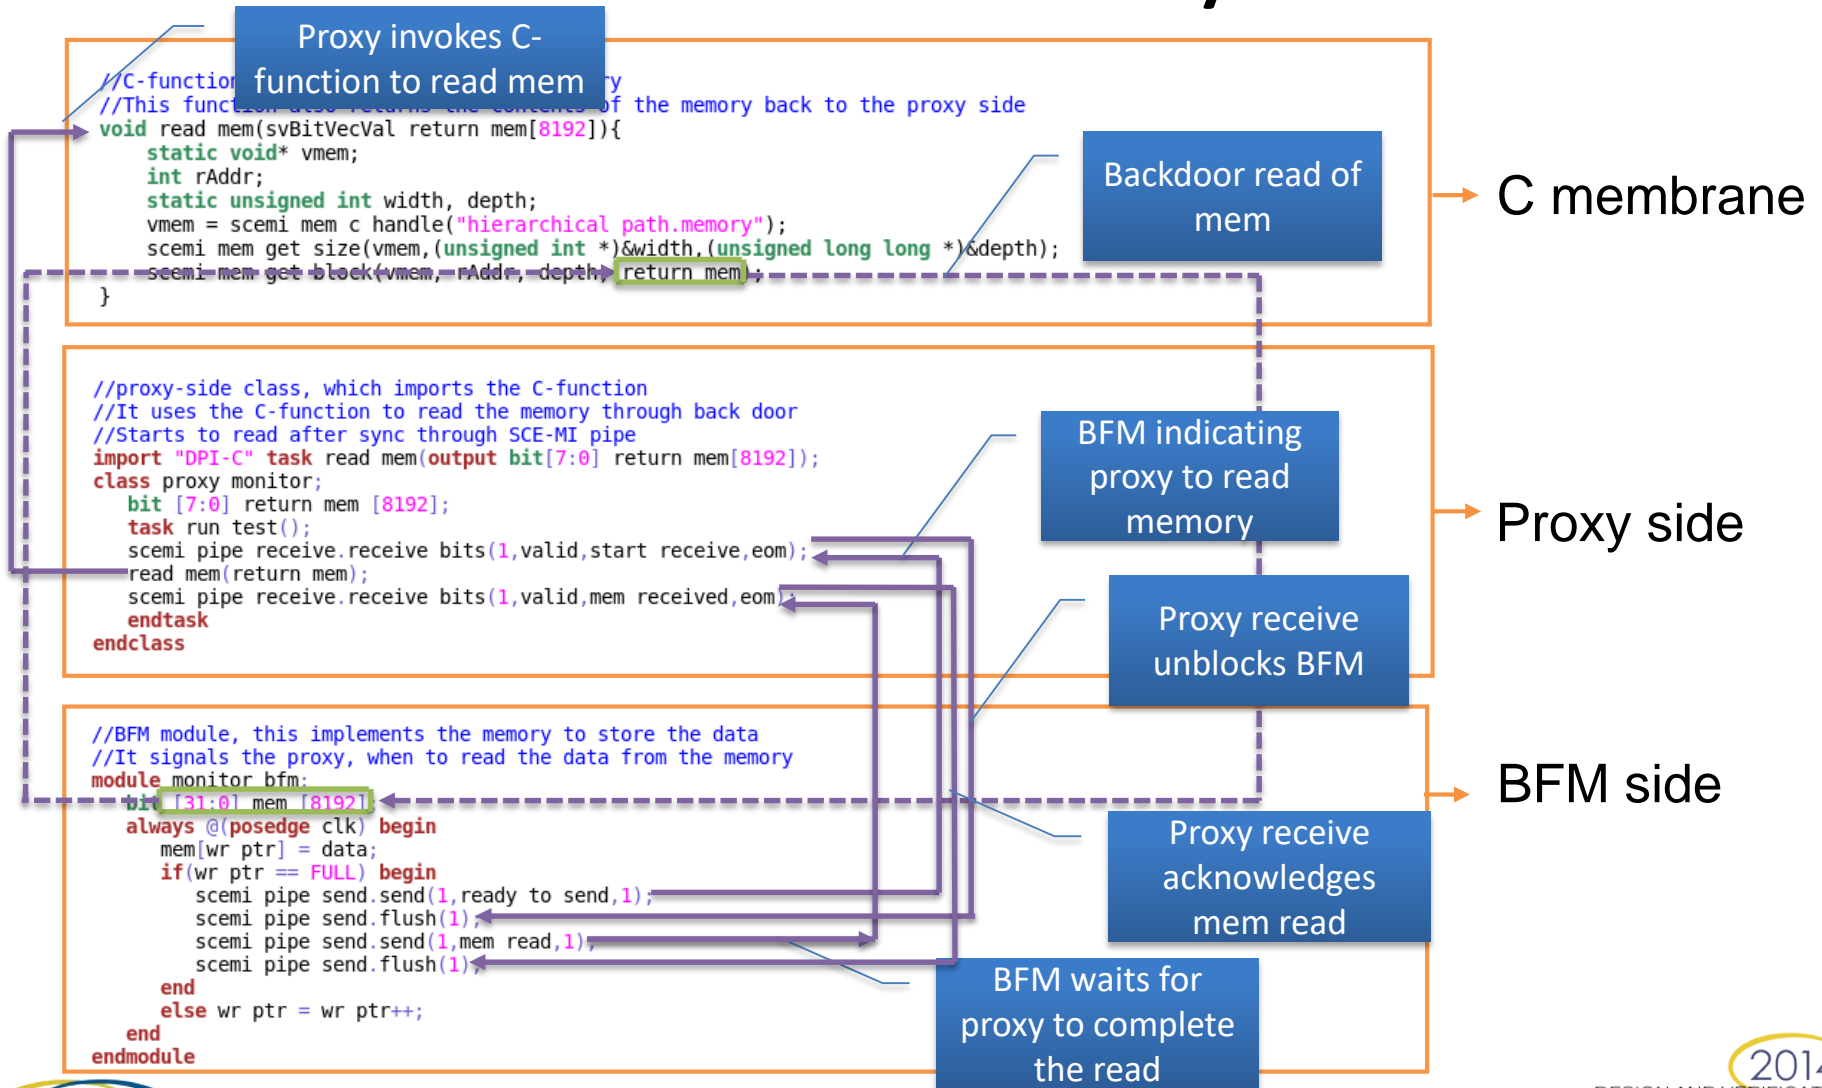 Proxy invokes C-
function to read mem
//C-function
//This function also returns the contents of the memory back to the proxy side
void read mem(svBitVecVal return mem[8192]){
static void* vmem;
int rAddr;
static unsigned int width, depth;
vmem = scemi mem c handle("hierarchical path.memory");
scemi mem get size(vmem,(unsigned int *)&width,(unsigned long long *)&depth);
scemi mem get block(vmem, rAddr, depth, return mem);
}
Backdoor read of
mem
C membrane
//proxy-side class, which imports the C-function
//It uses the C-function to read the memory through back door
//Starts to read after sync through SCE-MI pipe
import "DPI-C" task read mem(output bit[7:0] return mem[8192]);
class proxy monitor;
bit [7:0] return mem [8192];
task run test();
scemi pipe receive.receive bits(1,valid,start receive,eom);
read mem(return mem);
scemi pipe receive.receive bits(1,valid,mem received,eom);
endtask
endclass
BFM indicating
proxy to read
memory
Proxy receive
unblocks BFM
Proxy side
//BFM module, this implements the memory to store the data
//It signals the proxy, when to read the data from the memory
module monitor bfm;
bit [31:0] mem [8192]
always @(posedge clk) begin
mem[wr ptr] = data;
if(wr ptr == FULL) begin
scemi pipe send.send(1,ready to send,1);
scemi pipe send.flush(1);
scemi pipe send.send(1,mem read,1);
scemi pipe send.flush(1);
end
else wr ptr = wr ptr++;
end
endmodule
Proxy receive
acknowledges
mem read
BFM waits for
proxy to complete
the read
BFM side
2014